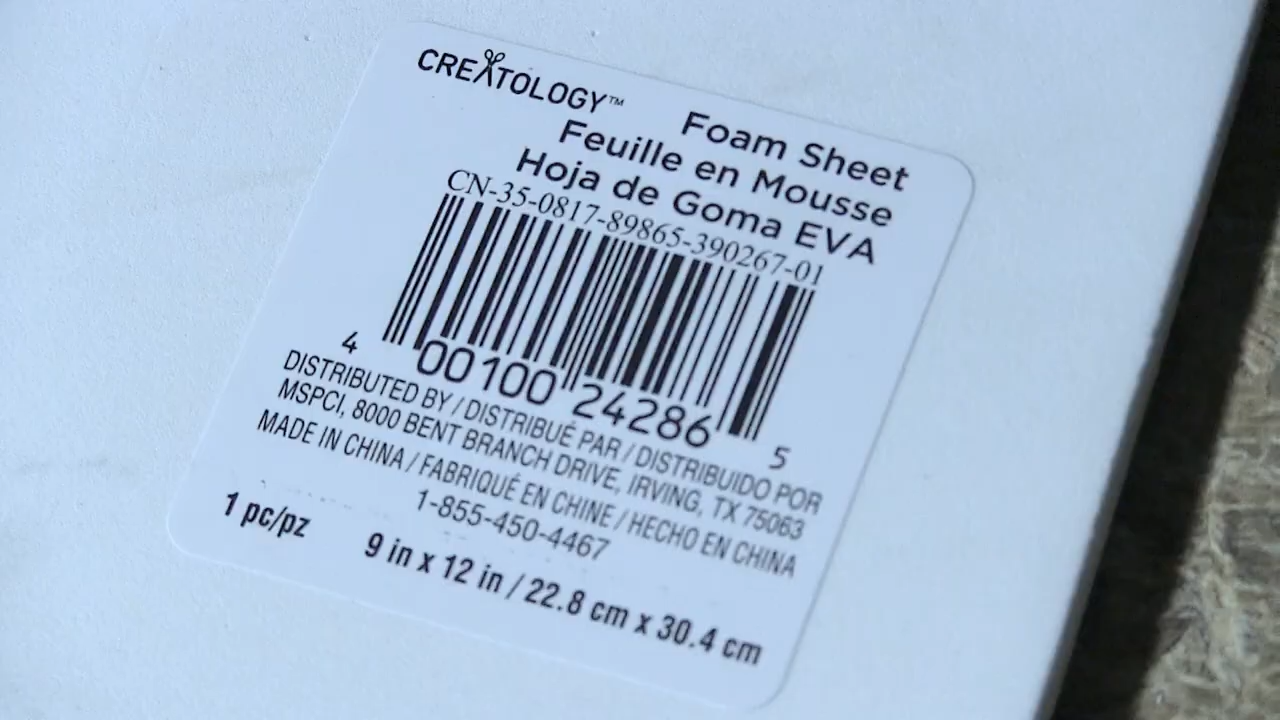 CREATOLOGY™
Foam Sheet
Feuille en Mousse
Hoja de Goma EVA
CN-35-0817-89865-390267-01
4 00100 24286 5
DISTRIBUTED BY / DISTRIBUÉ PAR / DISTRIBUIDO POR
MSPCI, 8000 BENT BRANCH DRIVE, IRVING, TX 75063
MADE IN CHINA / FABRIQUÉ EN CHINE / HECHO EN CHINA
1-855-450-4467
1 pc/pz
9 in x 12 in / 22.8 cm x 30.4 cm